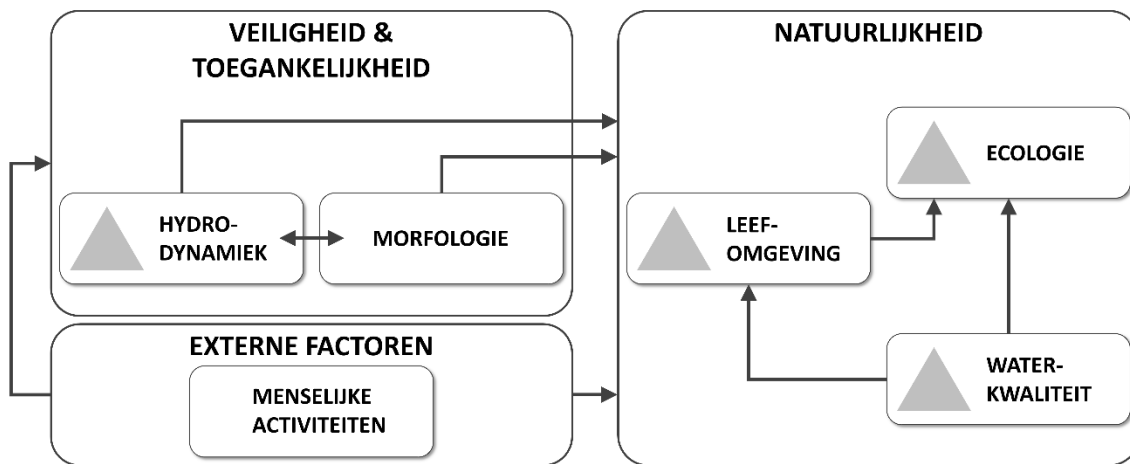 VEILIGHEID &
TOEGANKELIJKHEID
HYDRO-
DYNAMIEK
MORFOLOGIE
EXTERNE FACTOREN
MENSELIJKE
ACTIVITEITEN
NATUURLIJKHEID
ECOLOGIE
LEEF-
OMGEVING
WATER-
KWALITEIT